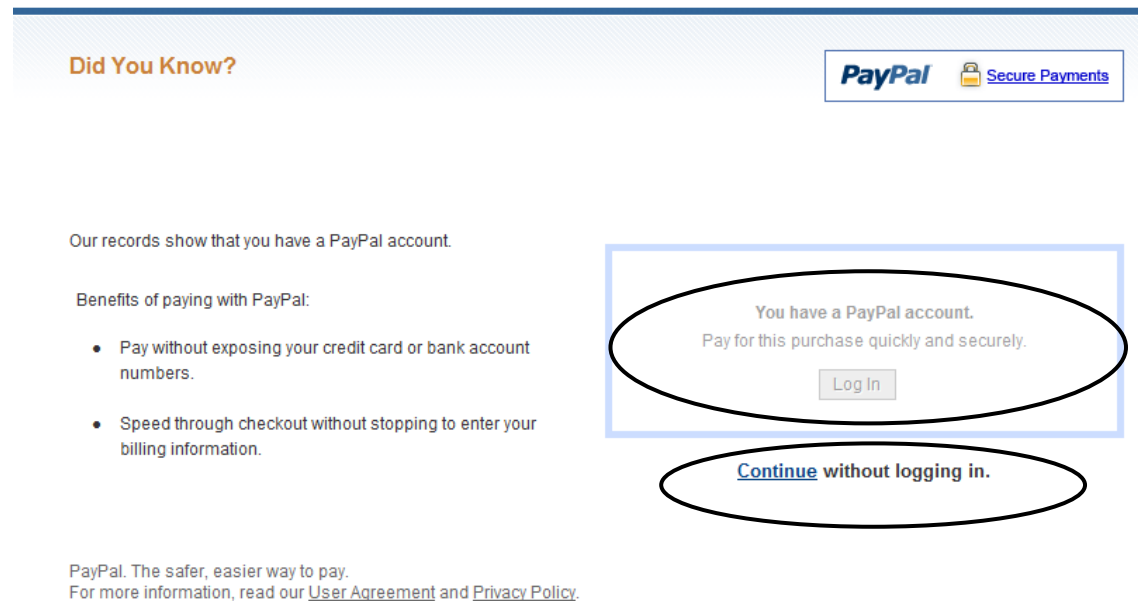 Did You Know?
PayPal Secure Payments
Our records show that you have a PayPal account.
Benefits of paying with PayPal:
● Pay without exposing your credit card or bank account
numbers.
● Speed through checkout without stopping to enter your
billing information.
You have a PayPal account.
Pay for this purchase quickly and securely.
Log In
Continue without logging in.
PayPal. The safer, easier way to pay.
For more information, read our User Agreement and Privacy Policy.